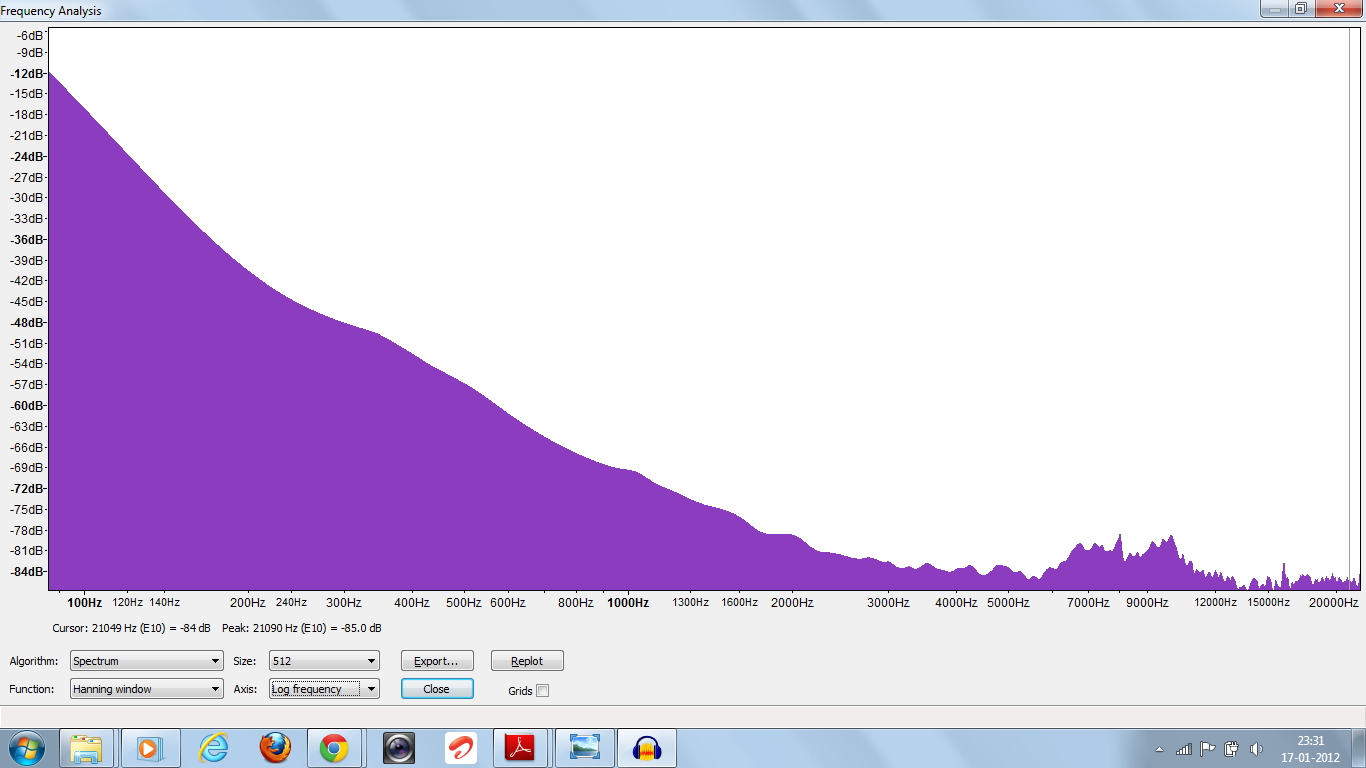 Frequency Analysis
-6dB
-9dB
-12dB
-15dB
-18dB
-21dB
-24dB
-27dB
-30dB
-33dB
-36dB
-39dB
-42dB
-45dB
-48dB
-51dB
-54dB
-57dB
-60dB
-63dB
-66dB
-69dB
-72dB
-75dB
-78dB
-81dB
-84dB
100Hz 120Hz 140Hz 200Hz 240Hz 300Hz 400Hz 500Hz 600Hz 800Hz 1000Hz 1300Hz 1600Hz 2000Hz 3000Hz 4000Hz 5000Hz 7000Hz 9000Hz 12000Hz 15000Hz 20000Hz
Cursor: 21049 Hz (E10) = -84 dB Peak: 21090 Hz (E10) = -85.0 dB
Algorithm: Spectrum Size: 512 Export... Replot
Function: Hanning window Axis: Log frequency Close Grids
23:31
17-01-2012